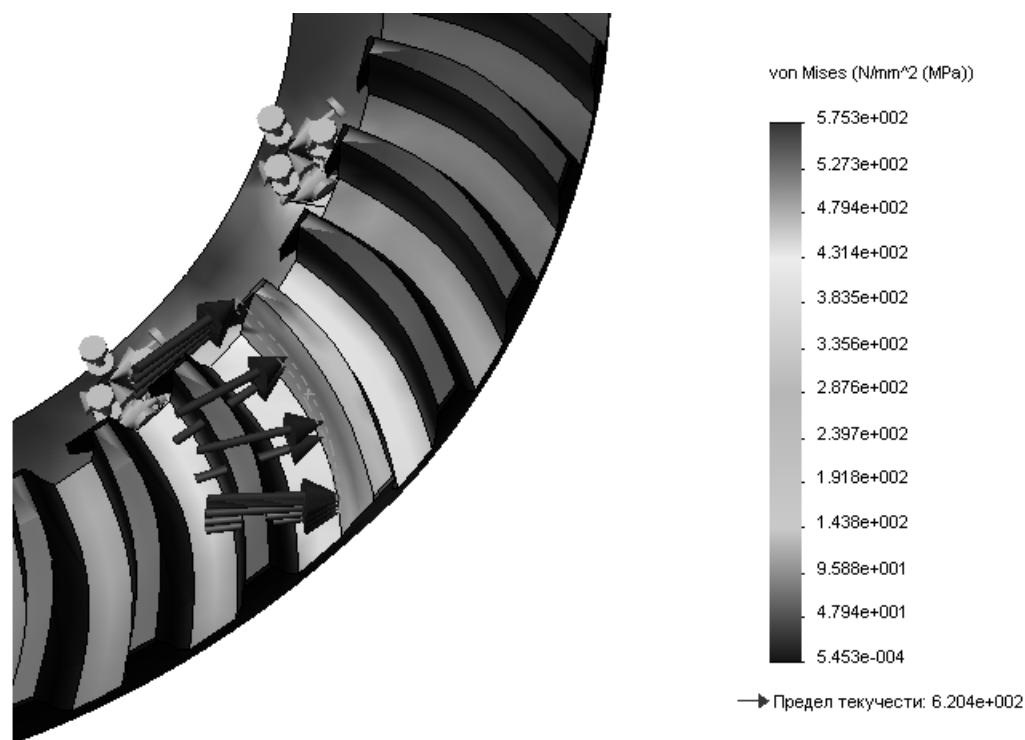 von Mises (N/mm^2 (MPa))
5.753e+002
5.273e+002
4.794e+002
4.314e+002
3.835e+002
3.356e+002
2.876e+002
2.397e+002
1.918e+002
1.438e+002
9.588e+001
4.794e+001
5.453e-004
Предел текучести: 6.204e+002